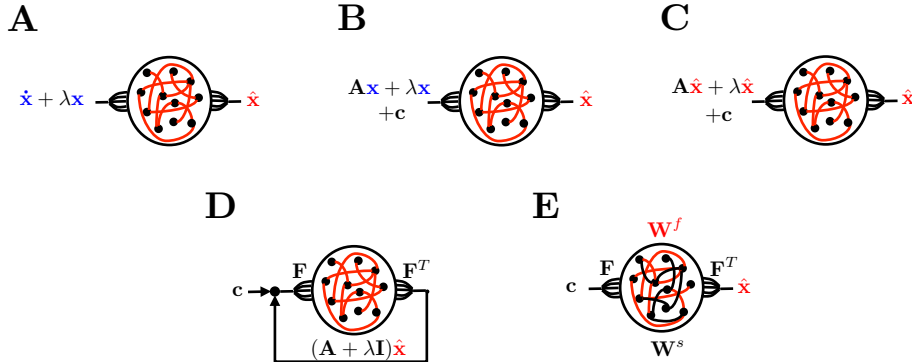 A
B
C
ẋ + λx
x̂
Ax + λx
+c
x̂
Ax̂ + λx̂
+c
x̂
D
E
c
F
F^T
(A + λI)x̂
W^f
c
F
F^T
x̂
W^s